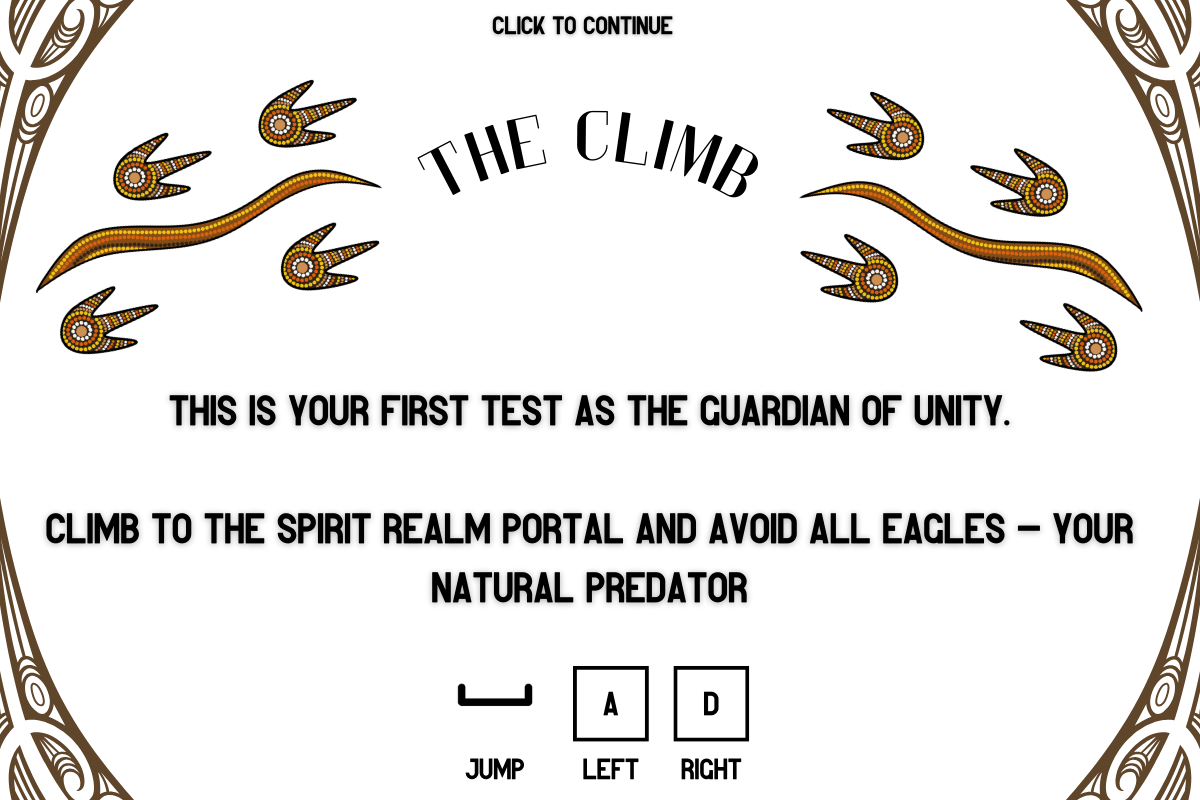 CLICK TO CONTINUE
THE CLIMB
THIS IS YOUR FIRST TEST AS THE GUARDIAN OF UNITY.
CLIMB TO THE SPIRIT REALM PORTAL AND AVOID ALL EAGLES – YOUR
NATURAL PREDATOR
A D
JUMP LEFT RIGHT